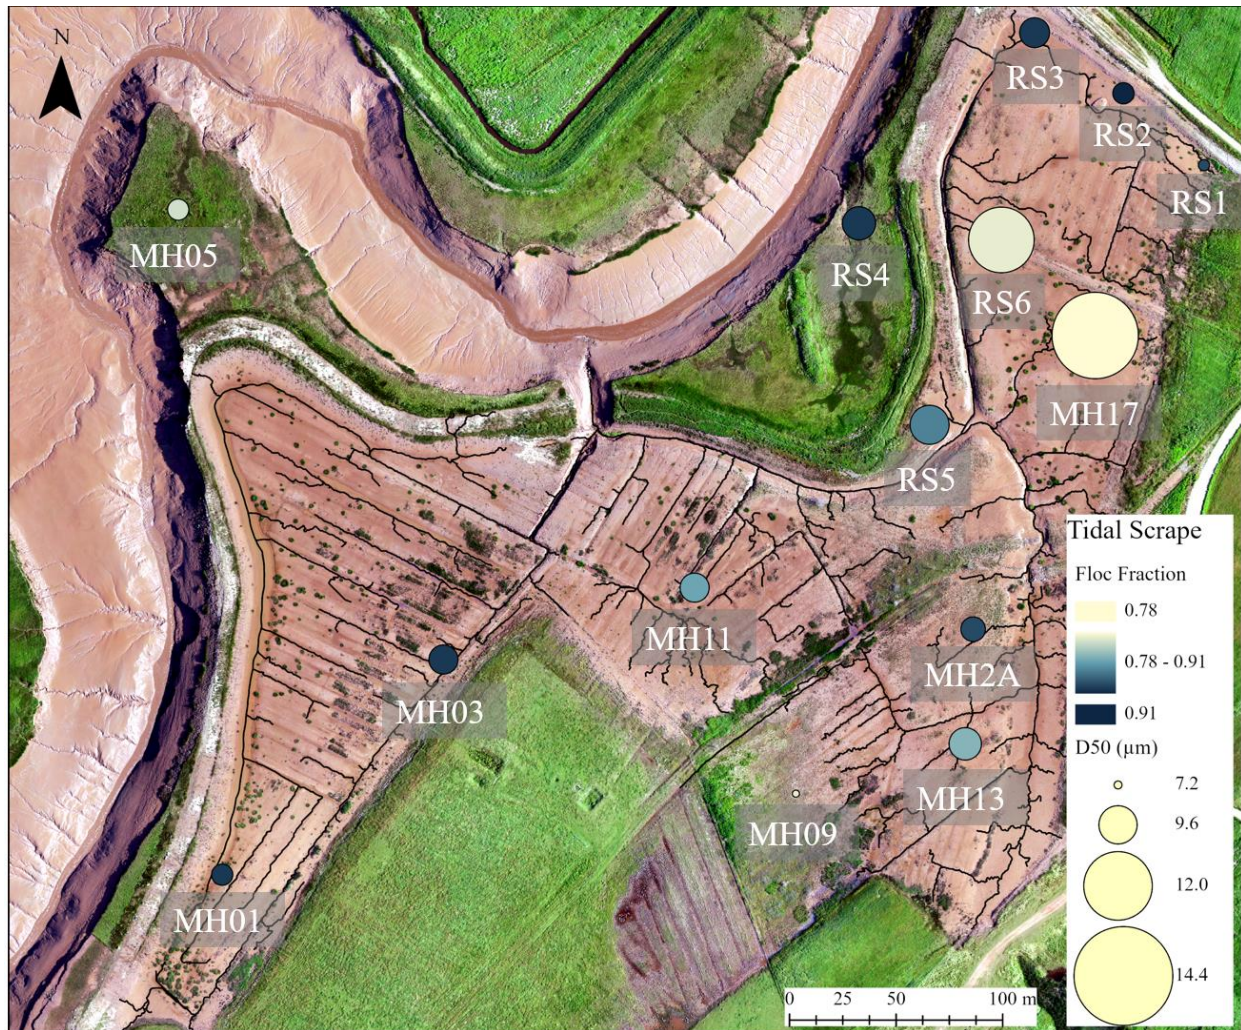 N
RS3
RS2
RS1
MH05
RS4
RS6
MH17
RS5
MH11
MH2A
MH03
MH13
MH09
MH01
Tidal Scrape
Floc Fraction
0.78
0.78 - 0.91
0.91
D50 (µm)
7.2
9.6
12.0
14.4
0 25 50 100 m